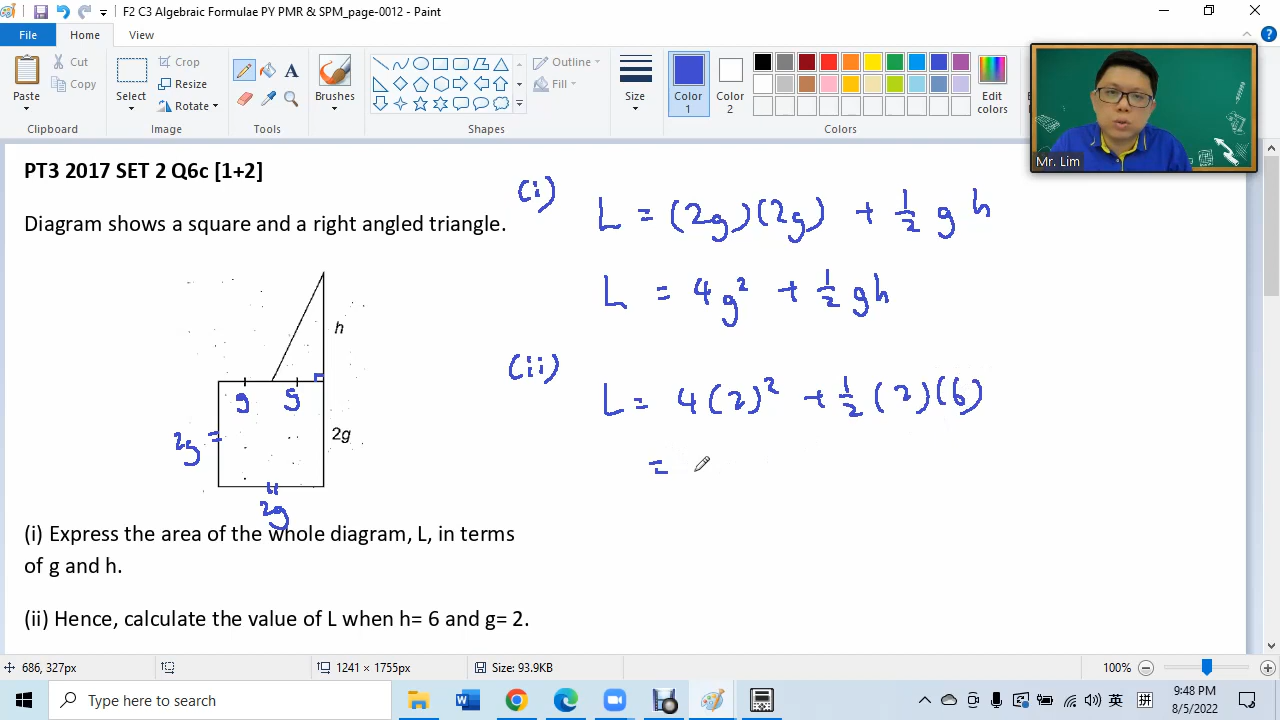 F2 C3 Algebraic Formulae PY PMR & SPM_page-0012 - Paint
File Home View
Paste Cut Copy Clipboard
Select Crop Resize Rotate Image
Tools
Brushes
Outline Fill Shapes
Size
Color 1 Color 2 Edit colors Colors
Mr. Lim
PT3 2017 SET 2 Q6c [1+2]
Diagram shows a square and a right angled triangle.
h
g g
2g 2g
2g
(i) Express the area of the whole diagram, L, in terms
of g and h.
(ii) Hence, calculate the value of L when h= 6 and g= 2.
(i) L = (2g)(2g) + 1/2 g h
L = 4g² + 1/2 gh
(ii)
L = 4(2)² + 1/2 (2)(6)
=
686, 327px 1241 × 1755px Size: 93.9KB 100%
Type here to search
英 拼 9:48 PM
8/5/2022